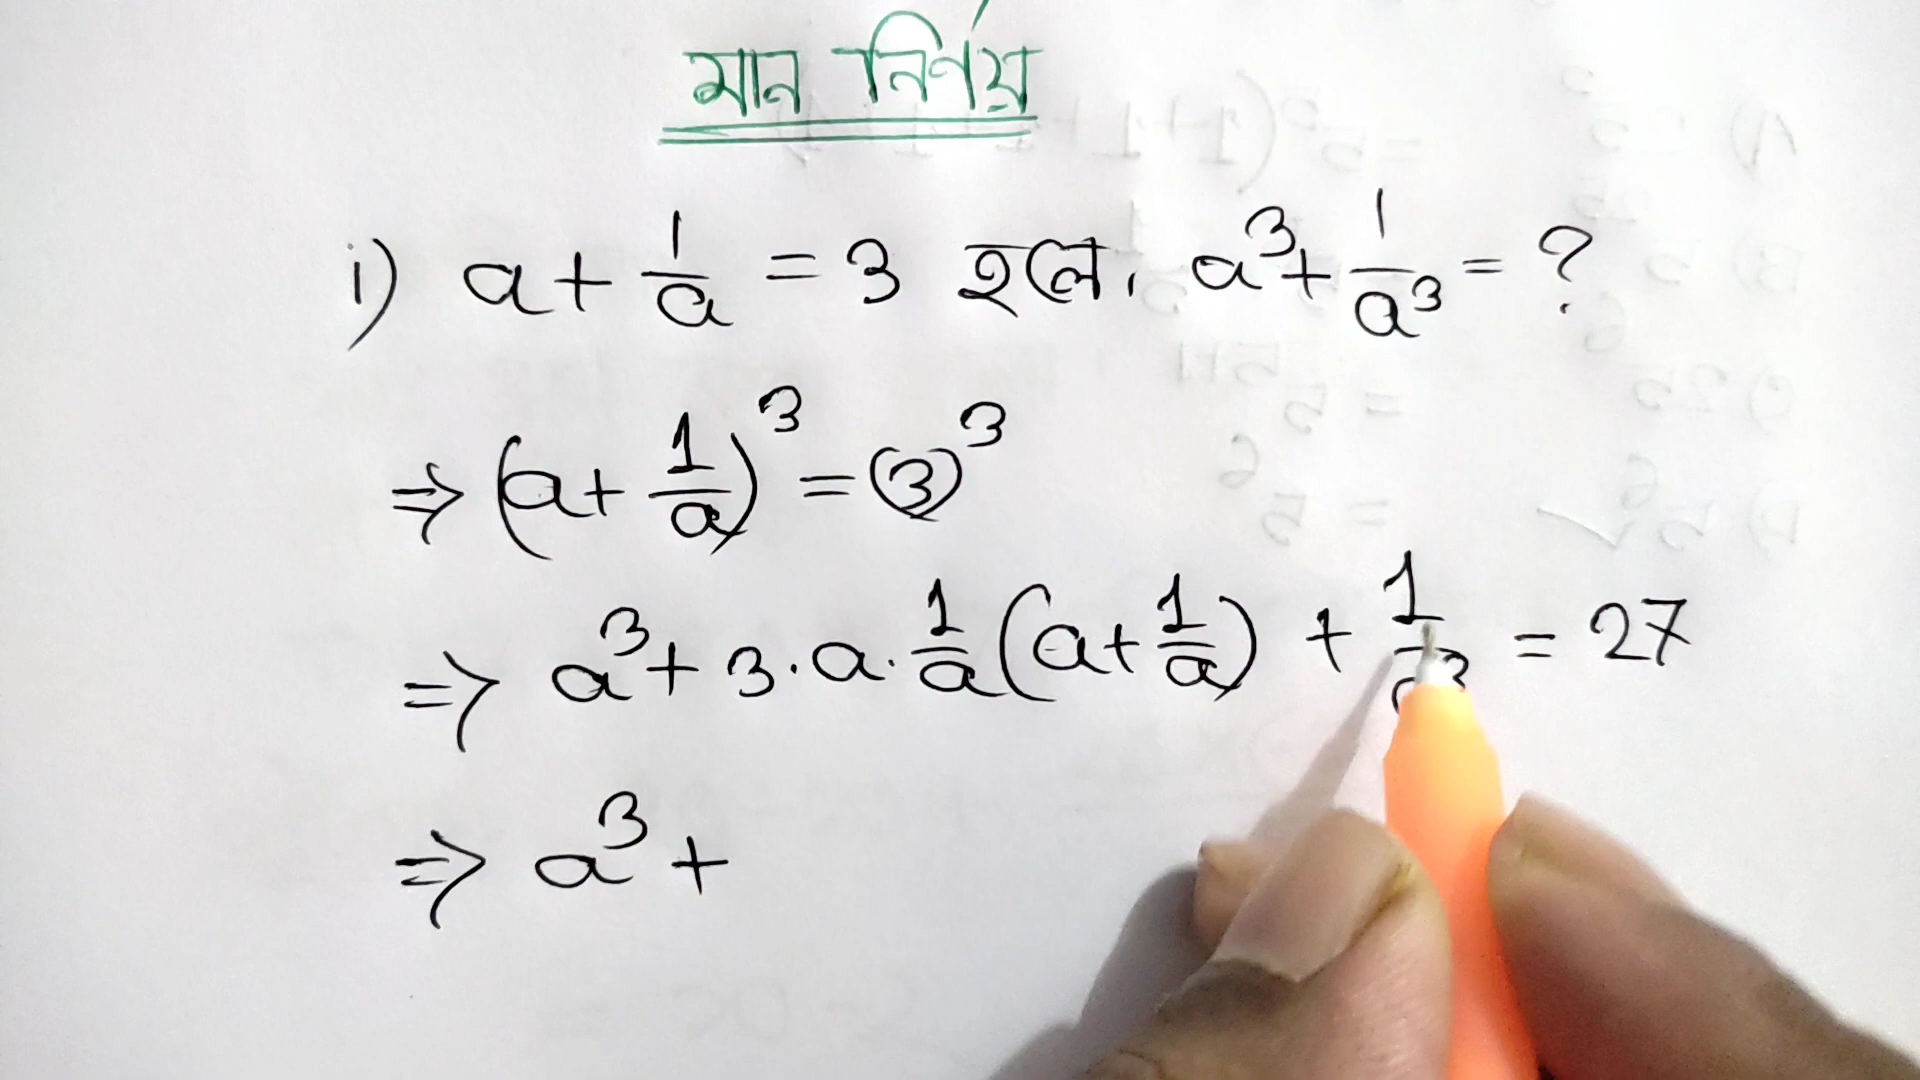 মান নির্ণয়
i) a + 1/a = 3 হলে, a³ + 1/a³ = ?
⇒ (a + 1/a)³ = (3)³
⇒ a³ + 3·a·1/a (a + 1/a) + 1/a³ = 27
⇒ a³ +